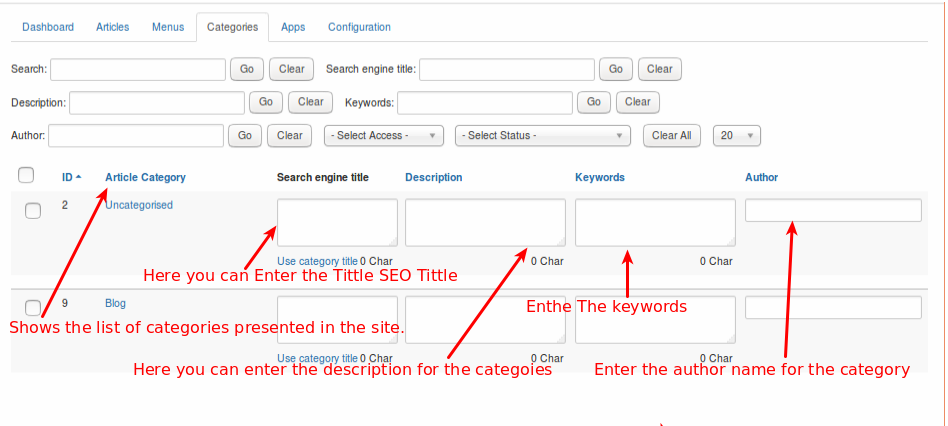 Dashboard Articles Menus Categories Apps Configuration
Search: Go Clear Search engine title: Go Clear
Description: Go Clear Keywords: Go Clear
Author: Go Clear - Select Access - - Select Status - Clear All 20
ID Article Category Search engine title Description Keywords Author
2 Uncategorised
Use category title 0 Char 0 Char 0 Char
Here you can Enter the Tittle SEO Tittle
9 Blog
Enthe The keywords
Shows the list of categories presented in the site.
Use category title 0 Char 0 Char 0 Char
Here you can enter the description for the categoies Enter the author name for the category